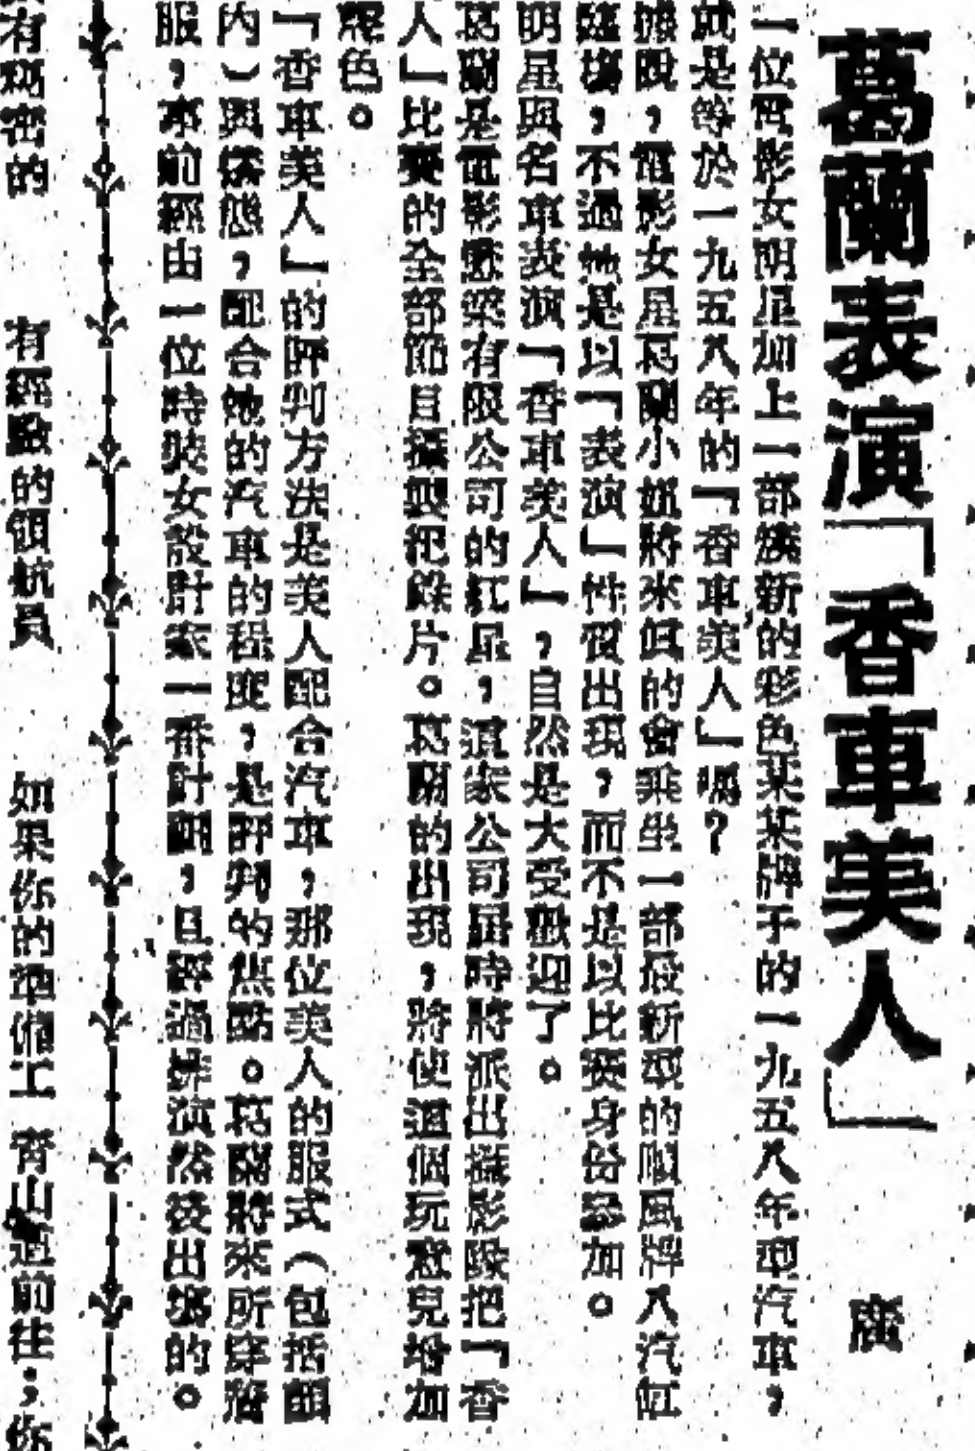 葛蘭表演「香車美人」
廣
一位電影女明星加上一部簇新的彩色某某牌子的一九五八年型汽車，
就是等於一九五八年的「香車美人」嗎？
據說，電影女星葛蘭小姐將來真的會乘坐一部最新型的順風牌八汽缸
臨場，不過她是以「表演」性質出現，而不是以比賽身份參加。
明星與名車表演「香車美人」，自然是大受歡迎了。
葛蘭是電影懋業有限公司的紅星，這家公司屆時將派出攝影隊把「香
人」比賽的全部節目攝製紀錄片。葛蘭的出現，將使這個玩意兒增加
色。
「香車美人」的評判方法是美人配合汽車，那位美人的服式（包括顏
內）與儀態，配合她的汽車的程度，是評判的焦點。葛蘭將來所穿着
服，事前經由一位時裝女設計家一番計劃，且經過排演然後出場的。
有　　的　　有經驗的領航員　　如果你的　備工　青山道前往；你